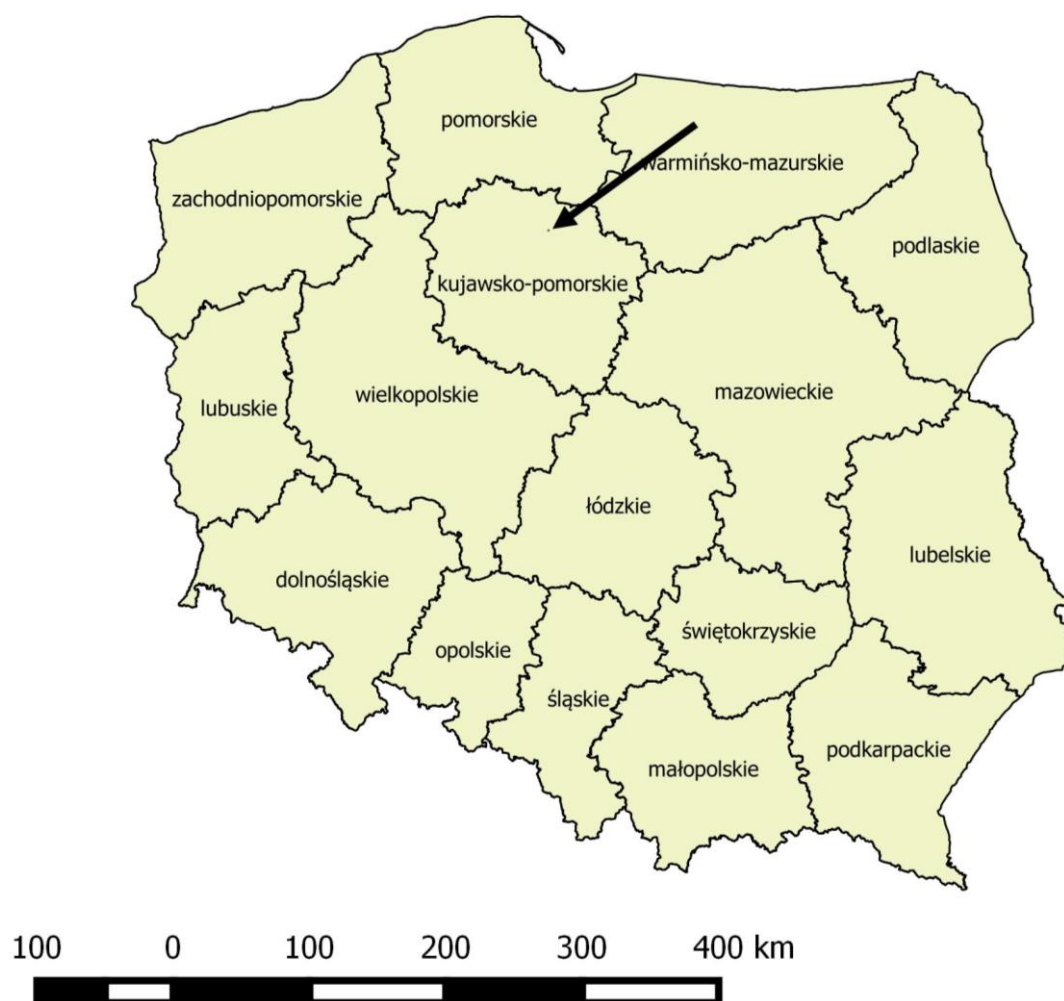 pomorskie
warmińsko-mazurskie
zachodniopomorskie
podlaskie
kujawsko-pomorskie
mazowieckie
wielkopolskie
lubuskie
łódzkie
lubelskie
dolnośląskie
świętokrzyskie
opolskie
śląskie
podkarpackie
małopolskie
100 0 100 200 300 400 km